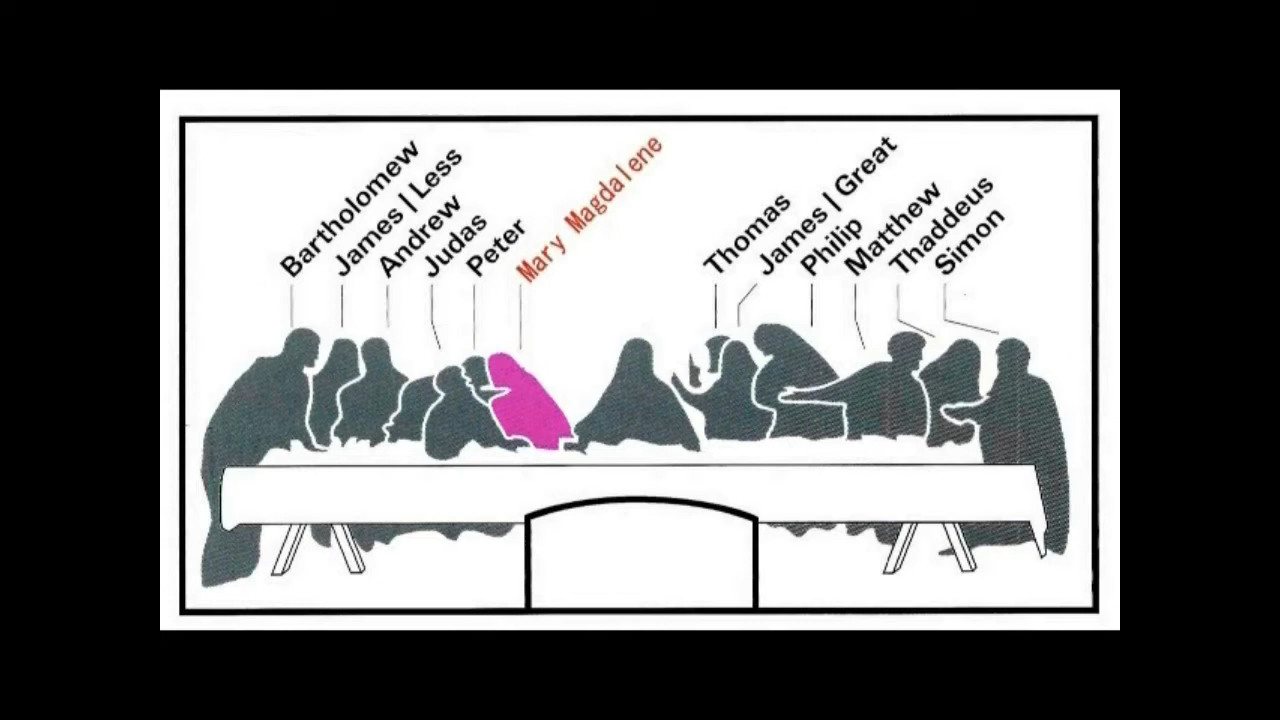 Bartholomew
James | Less
Andrew
Judas
Peter
Mary Magdalene
Thomas
James | Great
Philip
Matthew
Thaddeus
Simon